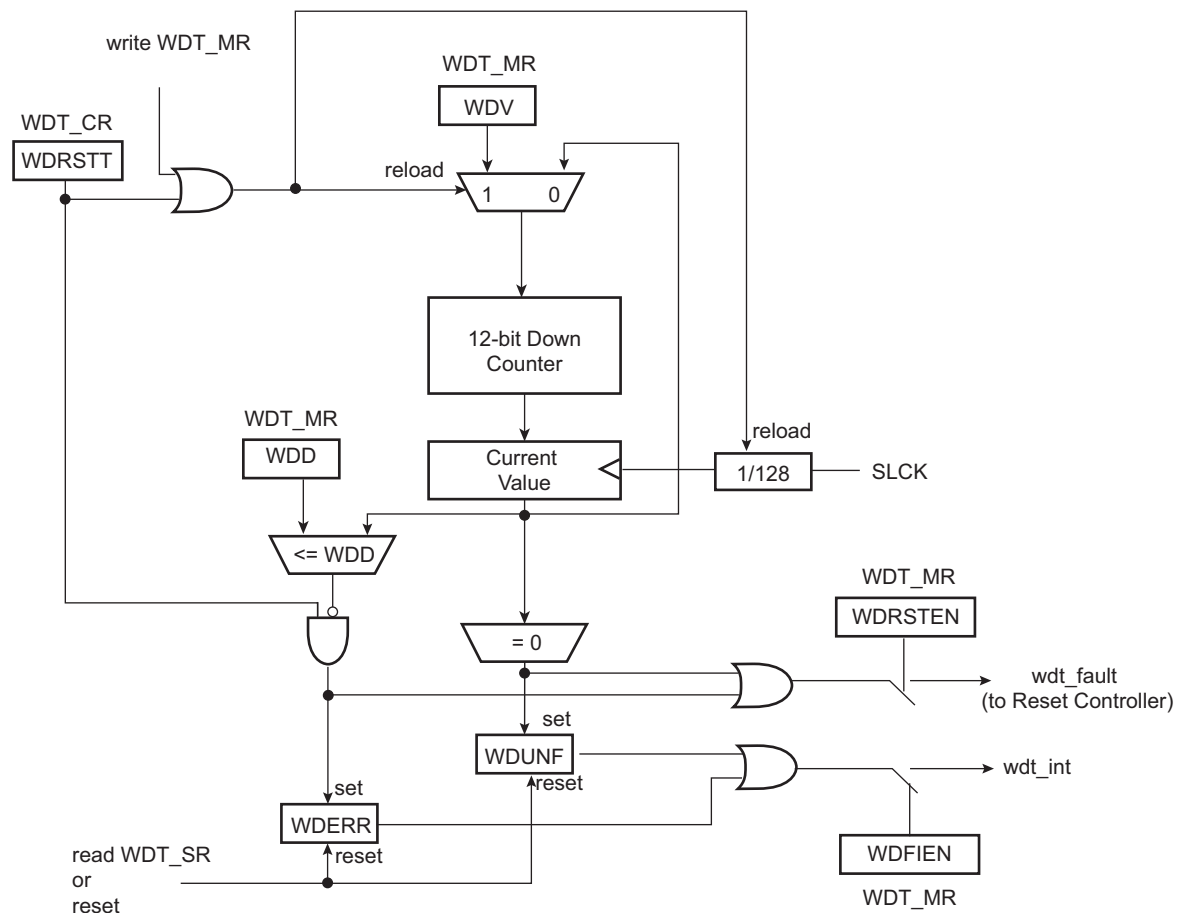 write WDT_MR
WDT_MR
WDV
WDT_CR
WDRSTT
reload
1 0
12-bit Down
Counter
WDT_MR
WDD
reload
Current
Value
1/128
SLCK
<= WDD
WDT_MR
WDRSTEN
= 0
wdt_fault
(to Reset Controller)
set
WDUNF
reset
wdt_int
set
WDERR
reset
WDFIEN
WDT_MR
read WDT_SR
or
reset